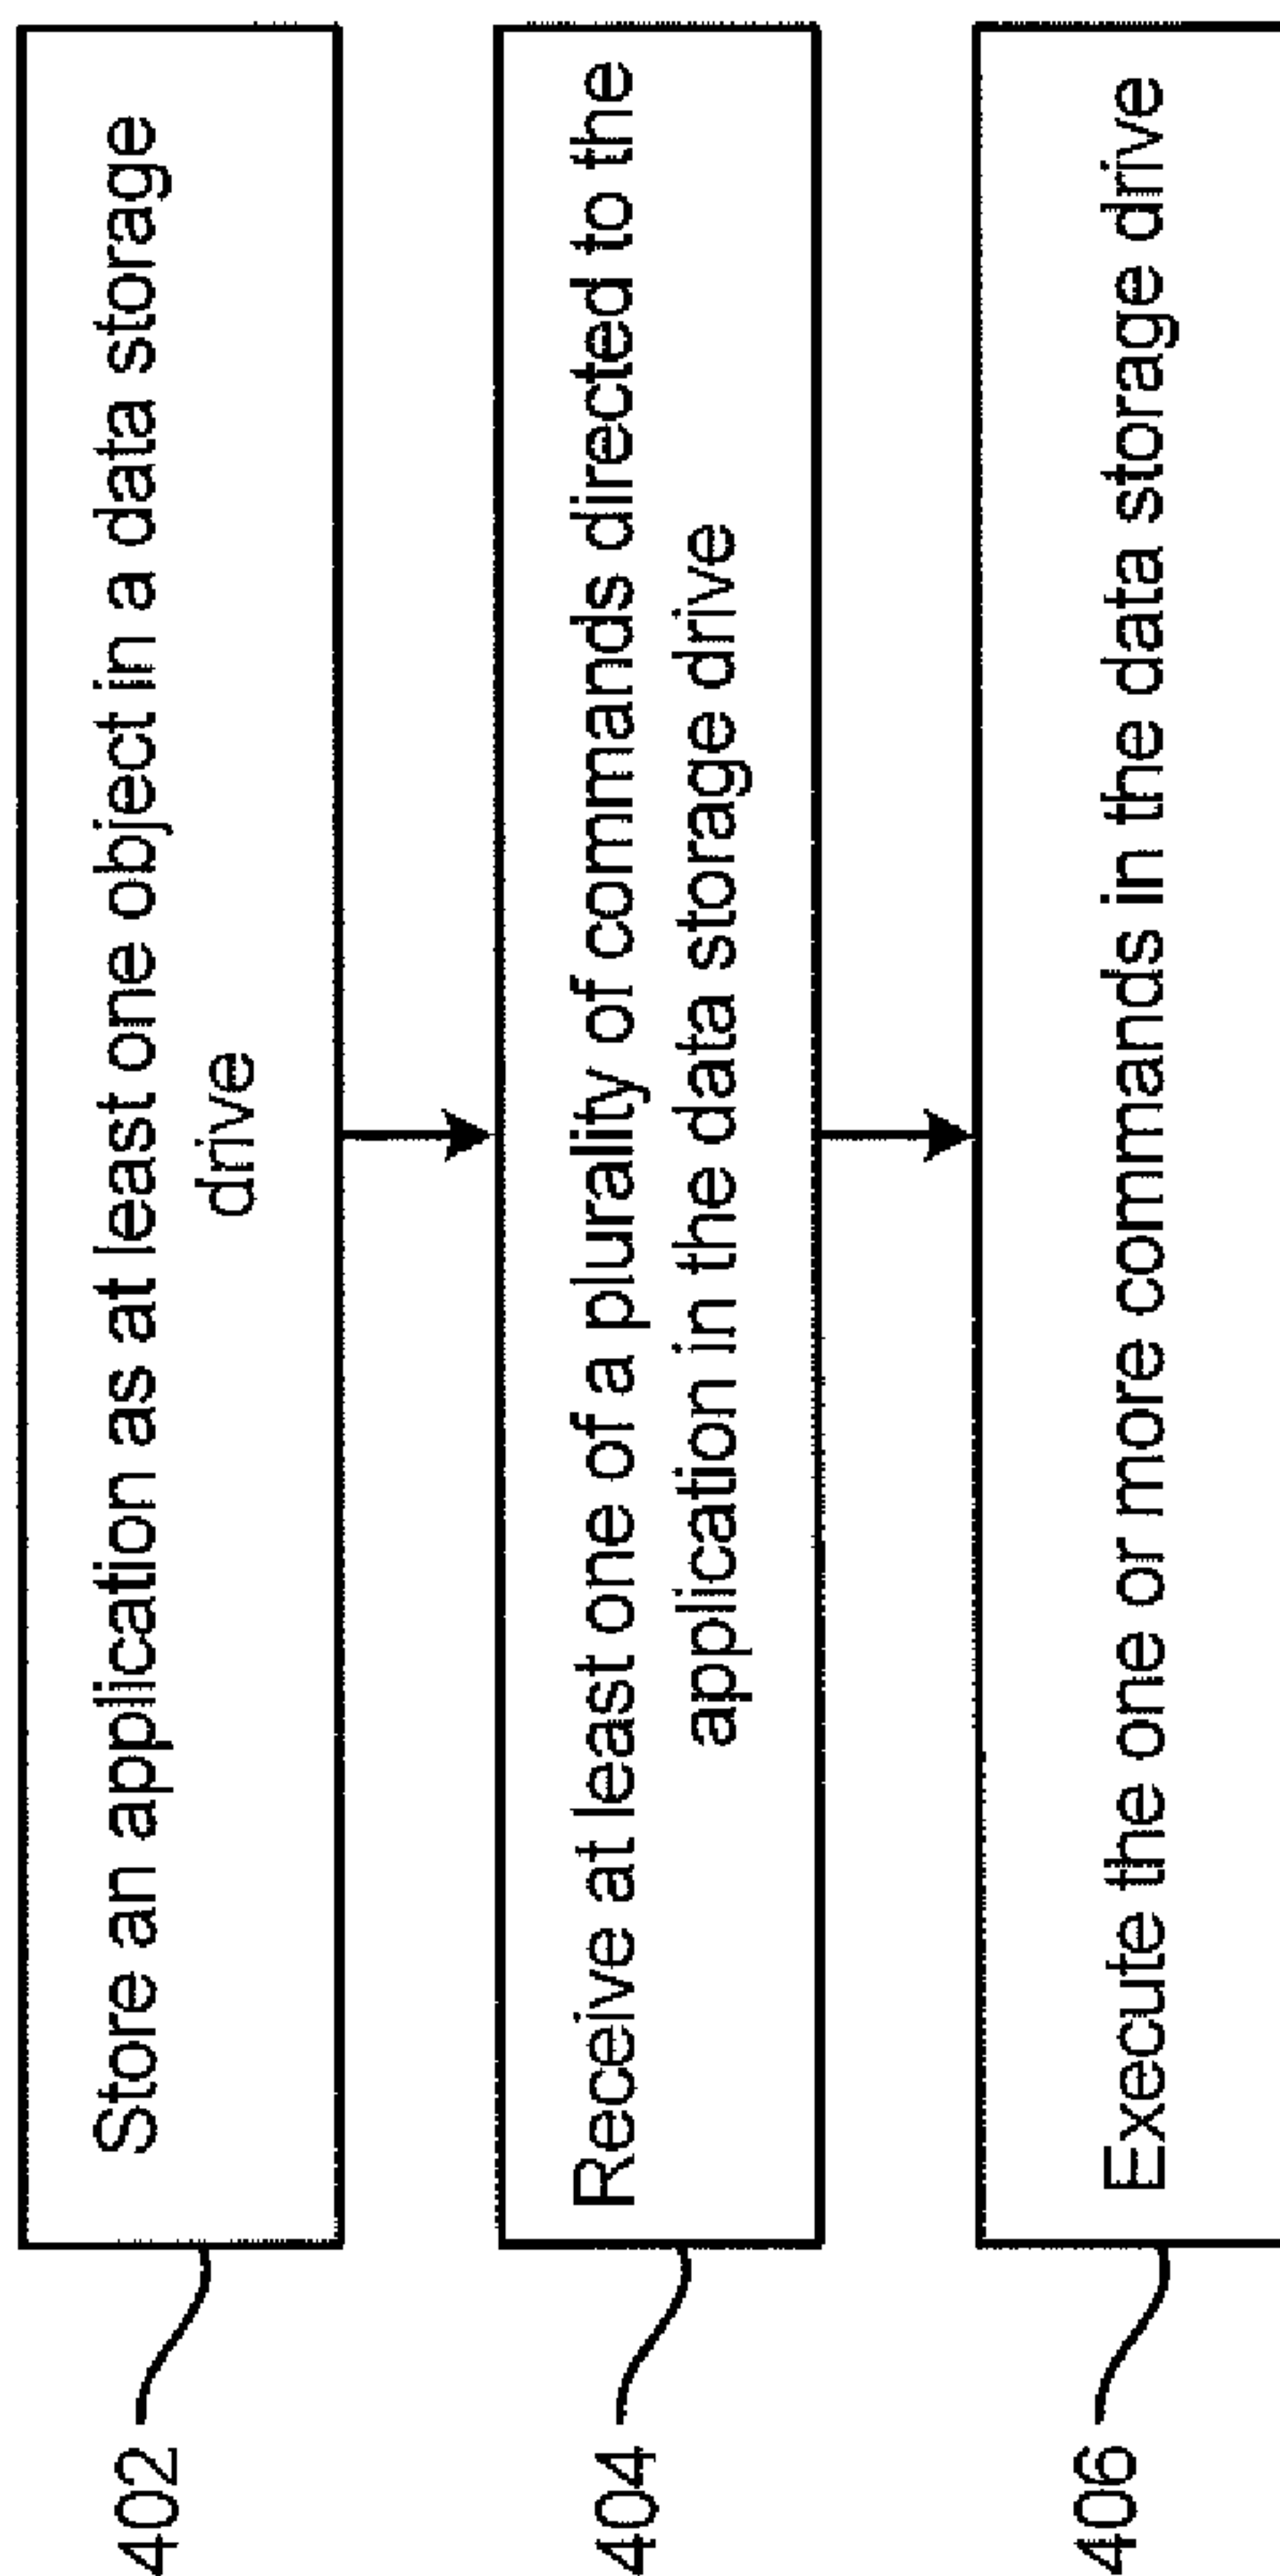 402
Store an application as at least one object in a data storage
drive
404
Receive at least one of a plurality of commands directed to the
application in the data storage drive
406
Execute the one or more commands in the data storage drive